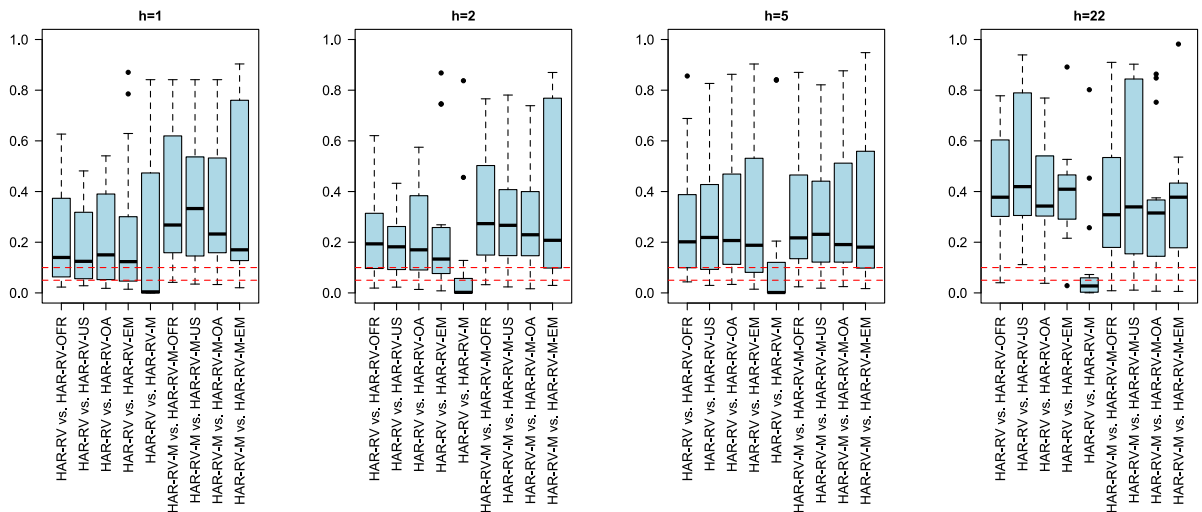 h=1
1.0
0.8
0.6
0.4
0.2
0.0
HAR-RV vs. HAR-RV-OFR
HAR-RV vs. HAR-RV-US
HAR-RV vs. HAR-RV-OA
HAR-RV vs. HAR-RV-EM
HAR-RV vs. HAR-RV-M
HAR-RV-M vs. HAR-RV-M-OFR
HAR-RV-M vs. HAR-RV-M-US
HAR-RV-M vs. HAR-RV-M-OA
HAR-RV-M vs. HAR-RV-M-EM
h=2
1.0
0.8
0.6
0.4
0.2
0.0
HAR-RV vs. HAR-RV-OFR
HAR-RV vs. HAR-RV-US
HAR-RV vs. HAR-RV-OA
HAR-RV vs. HAR-RV-EM
HAR-RV vs. HAR-RV-M
HAR-RV-M vs. HAR-RV-M-OFR
HAR-RV-M vs. HAR-RV-M-US
HAR-RV-M vs. HAR-RV-M-OA
HAR-RV-M vs. HAR-RV-M-EM
h=5
1.0
0.8
0.6
0.4
0.2
0.0
HAR-RV vs. HAR-RV-OFR
HAR-RV vs. HAR-RV-US
HAR-RV vs. HAR-RV-OA
HAR-RV vs. HAR-RV-EM
HAR-RV vs. HAR-RV-M
HAR-RV-M vs. HAR-RV-M-OFR
HAR-RV-M vs. HAR-RV-M-US
HAR-RV-M vs. HAR-RV-M-OA
HAR-RV-M vs. HAR-RV-M-EM
h=22
1.0
0.8
0.6
0.4
0.2
0.0
HAR-RV vs. HAR-RV-OFR
HAR-RV vs. HAR-RV-US
HAR-RV vs. HAR-RV-OA
HAR-RV vs. HAR-RV-EM
HAR-RV vs. HAR-RV-M
HAR-RV-M vs. HAR-RV-M-OFR
HAR-RV-M vs. HAR-RV-M-US
HAR-RV-M vs. HAR-RV-M-OA
HAR-RV-M vs. HAR-RV-M-EM